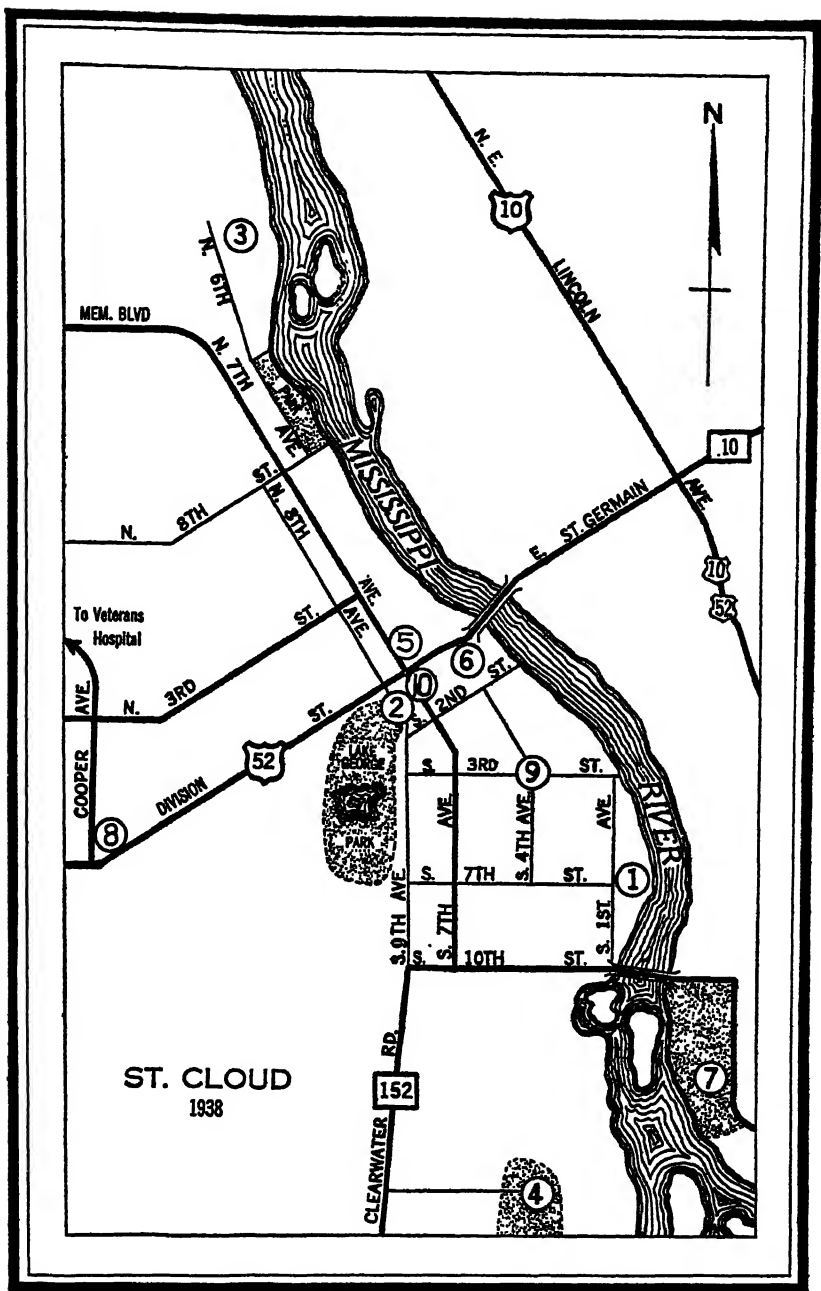 N
N. E.
10
LINCOLN
AVE.
3
N. 6TH
MEM. BLVD
N. 7TH
AVE.
PARK
MISSISSIPPI
.10
E. ST. GERMAIN
10
52
N. 8TH ST.
N. 8TH
AVE.
AVE.
To Veterans
Hospital
N. 3RD ST.
5
6
10
2
S. 2ND ST.
COOPER AVE.
DIVISION ST.
52
LAKE
GEORGE
PARK
S. 3RD ST.
9
RIVER
8
AVE.
S. 4TH AVE.
AVE.
S. 7TH ST.
1
S. 9TH AVE.
S. 7TH
S. 1ST
S. 10TH ST.
ST. CLOUD
1938
CLEARWATER RD.
152
7
4